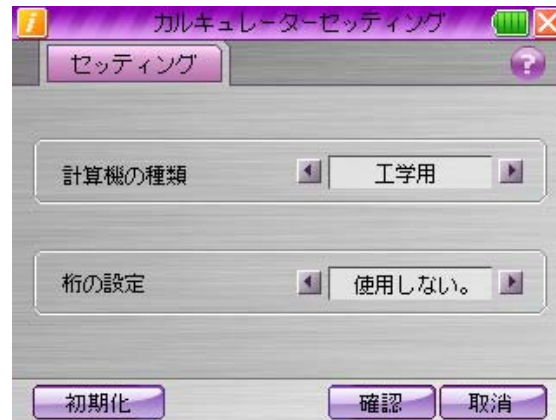 カルキュレーターセッティング
セッティング
?
計算機の種類
工学用
桁の設定
使用しない。
初期化
確認
取消